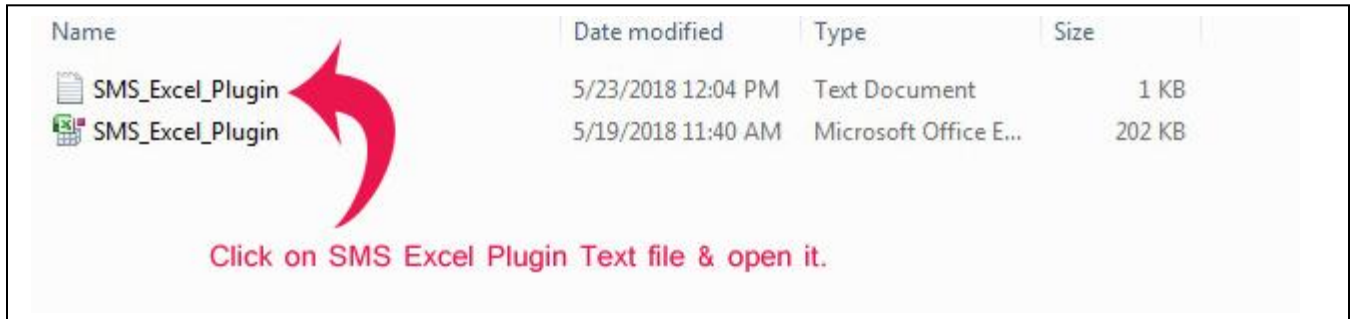 Name Date modified Type Size
SMS_Excel_Plugin 5/23/2018 12:04 PM Text Document 1 KB
SMS_Excel_Plugin 5/19/2018 11:40 AM Microsoft Office E... 202 KB
Click on SMS Excel Plugin Text file & open it.